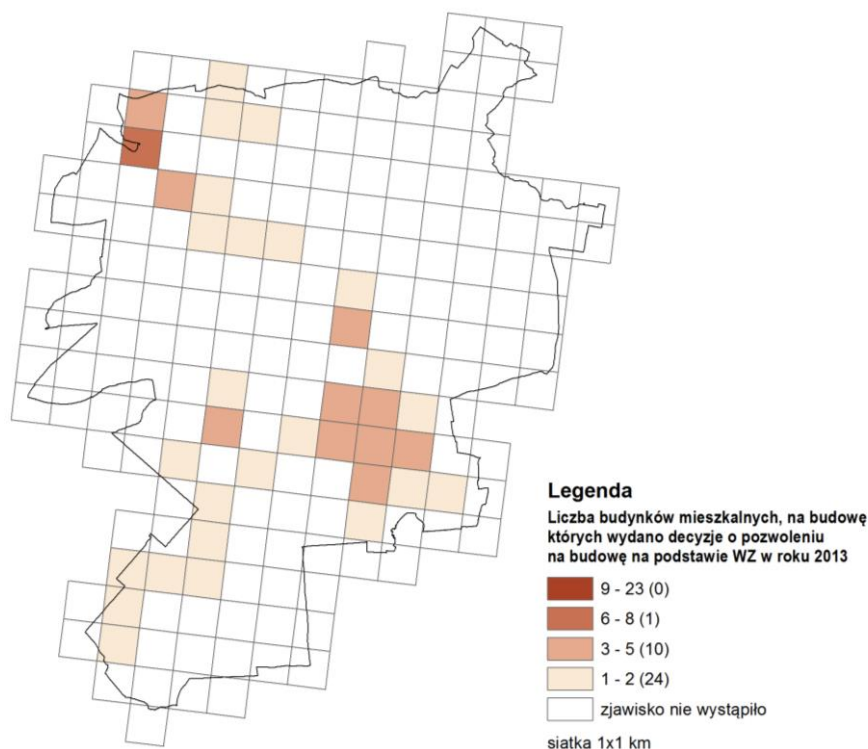 Legenda
Liczba budynków mieszkalnych, na budowę
których wydano decyzje o pozwoleniu
na budowę na podstawie WZ w roku 2013
9 - 23 (0)
6 - 8 (1)
3 - 5 (10)
1 - 2 (24)
zjawisko nie wystąpiło
siatka 1x1 km